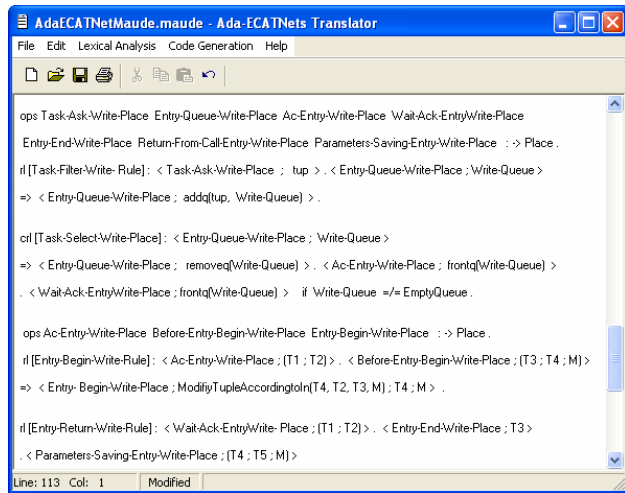 AdaECATNetMaude.maude - Ada-ECATNets Translator
File Edit Lexical Analysis Code Generation Help
ops Task-Ask-Write-Place Entry-Queue-Write-Place Ac-Entry-Write-Place Wait-Ack-EntryWrite-Place
Entry-End-Write-Place Return-From-Call-Entry-Write-Place Parameters-Saving-Entry-Write-Place : -> Place .
rl [Task-Filter-Write- Rule] : < Task-Ask-Write-Place ; tup > . < Entry-Queue-Write-Place ; Write-Queue >
=> < Entry-Queue-Write-Place ; addq(tup, Write-Queue) > .
crl [Task-Select-Write-Place] : < Entry-Queue-Write-Place ; Write-Queue >
=> < Entry-Queue-Write-Place ; removeq(Write-Queue) > . < Ac-Entry-Write-Place ; frontq(Write-Queue) >
. < Wait-Ack-EntryWrite-Place ; frontq(Write-Queue) > if Write-Queue =/= EmptyQueue .
ops Ac-Entry-Write-Place Before-Entry-Begin-Write-Place Entry-Begin-Write-Place : -> Place .
rl [Entry-Begin-Write-Rule] : < Ac-Entry-Write-Place ; (T1 ; T2) > . < Before-Entry-Begin-Write-Place ; (T3 ; T4 ; M) >
=> < Entry- Begin-Write-Place ; ModifiyTupleAccordingtoIn(T4, T2, T3, M) ; T4 ; M > .
rl [Entry-Return-Write-Rule] : < Wait-Ack-EntryWrite- Place ; (T1 ; T2) > . < Entry-End-Write-Place ; T3 >
. < Parameters-Saving-Entry-Write-Place ; (T4 ; T5 ; M) >
Line: 113 Col: 1 Modified